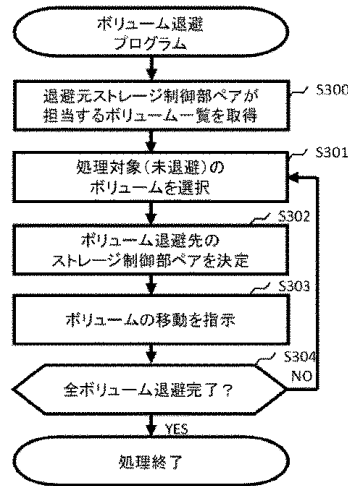 ボリューム退避
プログラム
S300
退避元ストレージ制御部ペアが
担当するボリューム一覧を取得
S301
処理対象(未退避)の
ボリュームを選択
S302
ボリューム退避先の
ストレージ制御部ペアを決定
S303
ボリュームの移動を指示
S304
全ボリューム退避完了?
NO
YES
処理終了